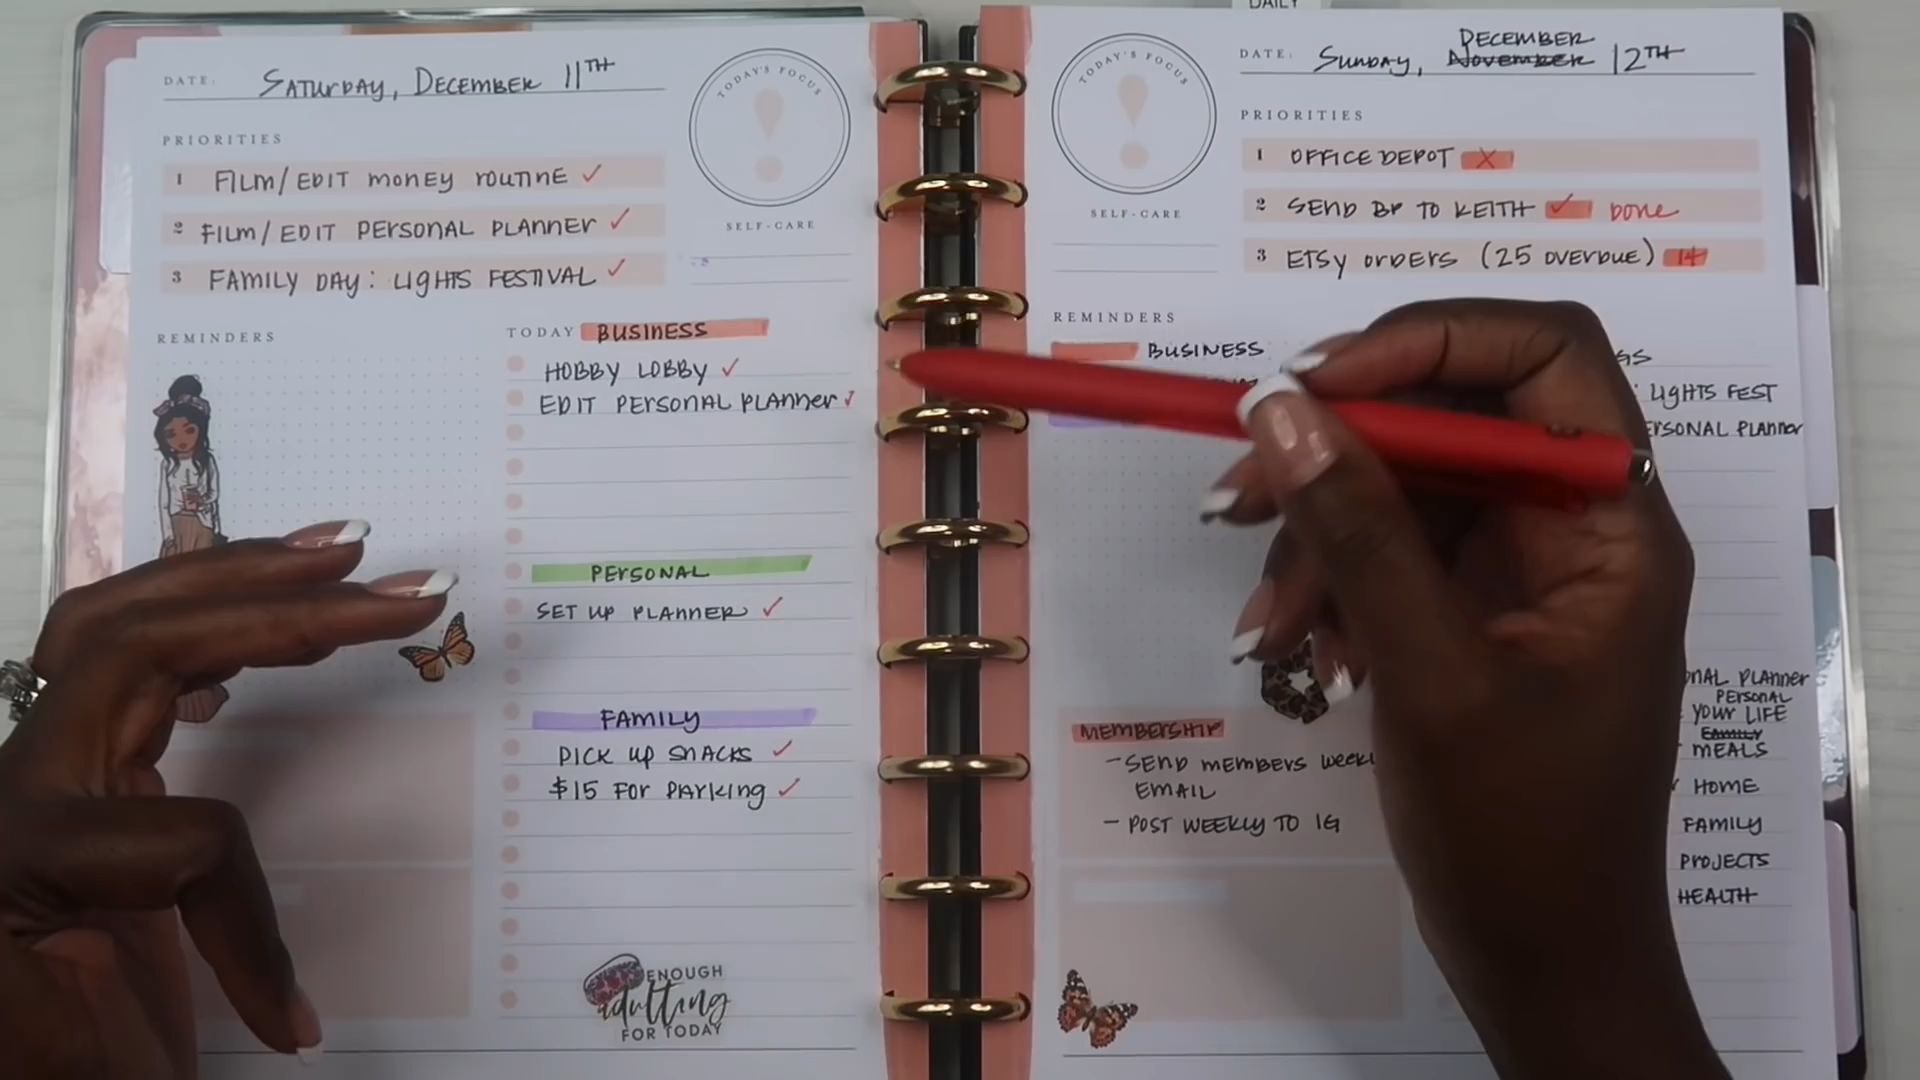 DAILY
DATE: SATURDAY, DECEMBER 11TH
TODAY'S FOCUS
PRIORITIES
1 FILM/EDIT MONEY ROUTINE ✓
2 FILM/EDIT PERSONAL PLANNER ✓
3 FAMILY DAY: LIGHTS FESTIVAL ✓
SELF-CARE
REMINDERS
TODAY BUSINESS
HOBBY LOBBY ✓
EDIT PERSONAL PLANNER ✓
PERSONAL
SET UP PLANNER ✓
FAMILY
PICK UP SNACKS ✓
$15 FOR PARKING ✓
ENOUGH
adulting
FOR TODAY
TODAY'S FOCUS
SELF-CARE
DECEMBER
DATE: SUNDAY, NOVEMBER 12TH
PRIORITIES
1 OFFICE DEPOT X
2 SEND BP TO KEITH ✓ DONE
3 ETSY ORDERS (25 OVERDUE) 14
REMINDERS
BUSINESS
MEMBERSHIP
- SEND MEMBERS
EMAIL
- POST WEEKLY TO IG
LIGHTS FEST
PLANNER
PLANNER
PERSONAL
YOUR LIFE
FAMILY
MEALS
HOME
FAMILY
PROJECTS
HEALTH